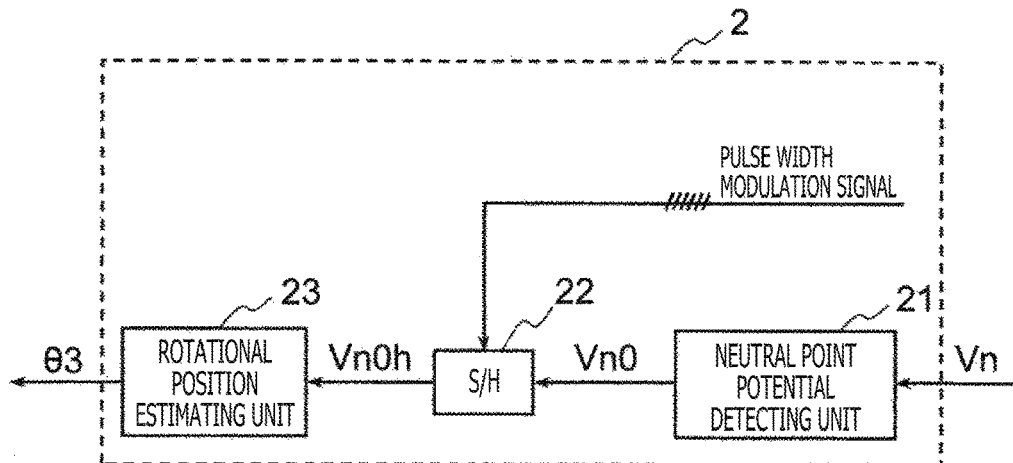 2
PULSE WIDTH
MODULATION SIGNAL
23
22
21
θ3
ROTATIONAL
POSITION
ESTIMATING UNIT
Vn0h
S/H
Vn0
NEUTRAL POINT
POTENTIAL
DETECTING UNIT
Vn